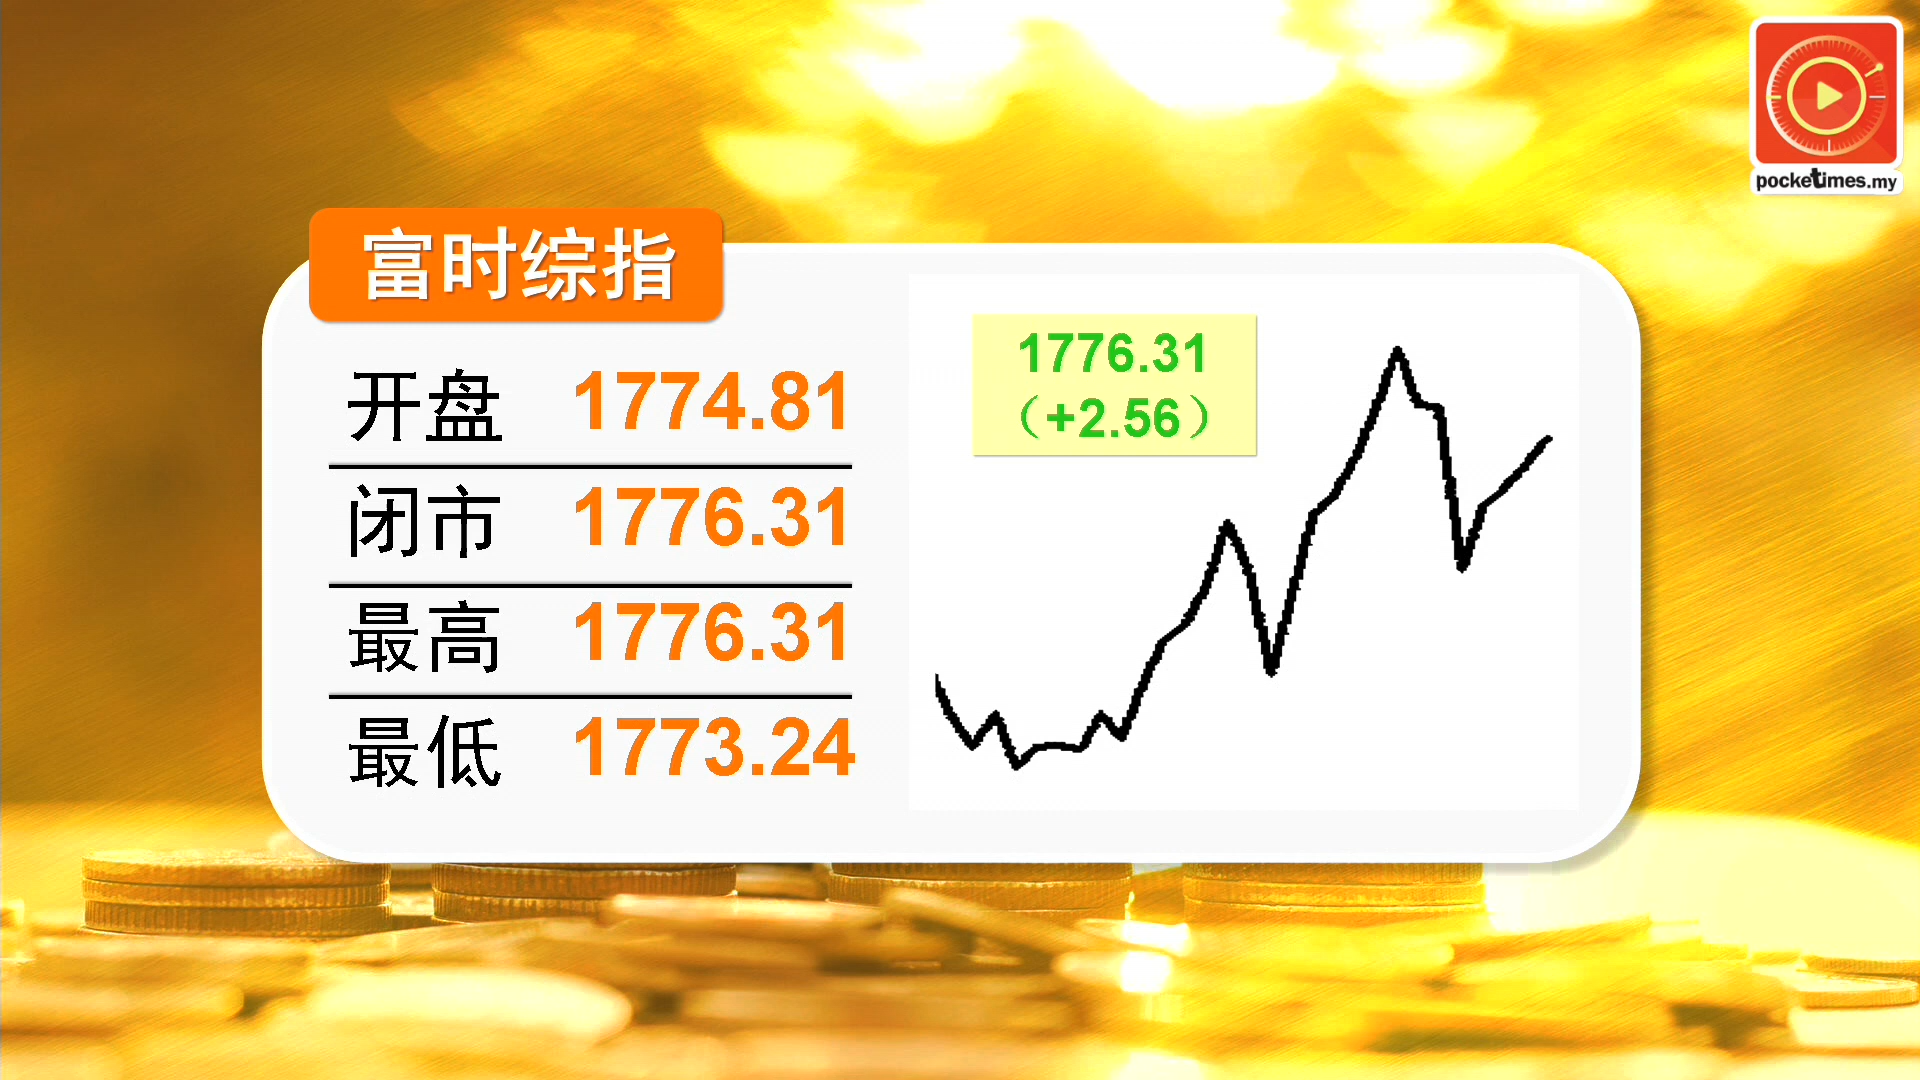 富时综指
开盘 1774.81
闭市 1776.31
最高 1776.31
最低 1773.24
1776.31
（+2.56）
pocketimes.my